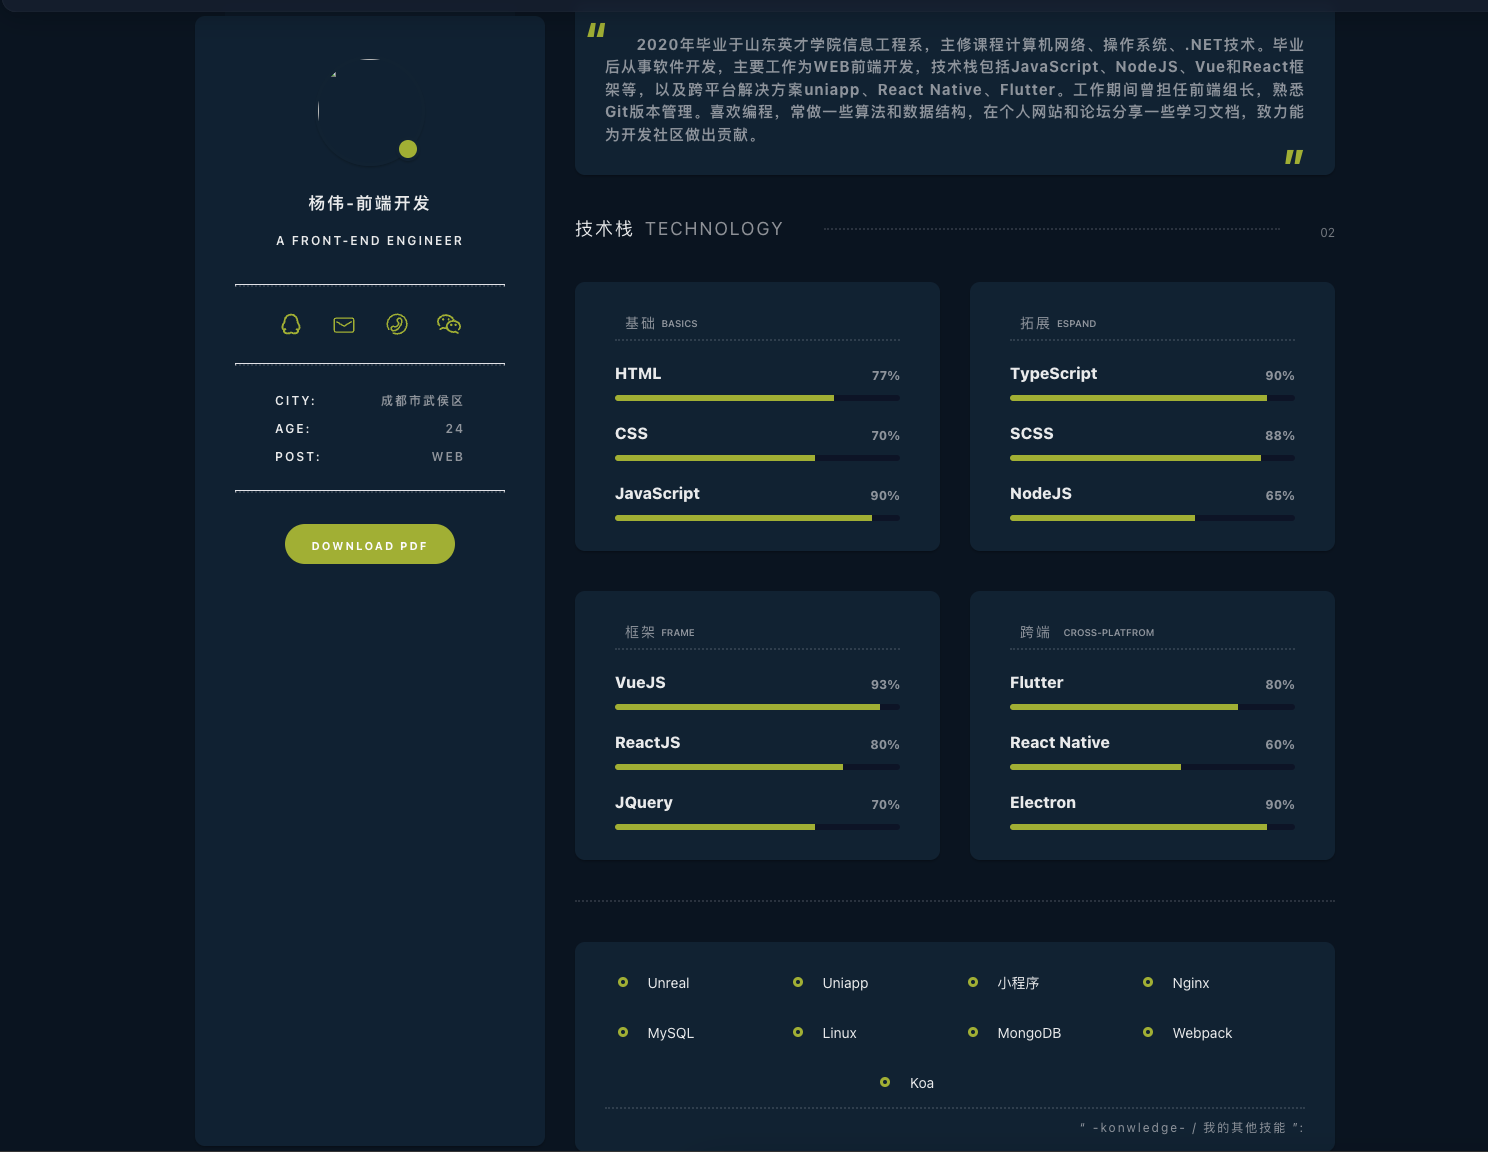 杨伟-前端开发
A FRONT-END ENGINEER
CITY: 成都市武侯区
AGE: 24
POST: WEB
DOWNLOAD PDF
2020年毕业于山东英才学院信息工程系，主修课程计算机网络、操作系统、.NET技术。毕业
后从事软件开发，主要工作为WEB前端开发，技术栈包括JavaScript、NodeJS、Vue和React框
架等，以及跨平台解决方案uniapp、React Native、Flutter。工作期间曾担任前端组长，熟悉
Git版本管理。喜欢编程，常做一些算法和数据结构，在个人网站和论坛分享一些学习文档，致力能
为开发社区做出贡献。
技术栈 TECHNOLOGY 02
基础 BASICS
HTML 77%
CSS 70%
JavaScript 90%
拓展 ESPAND
TypeScript 90%
SCSS 88%
NodeJS 65%
框架 FRAME
VueJS 93%
ReactJS 80%
JQuery 70%
跨端 CROSS-PLATFROM
Flutter 80%
React Native 60%
Electron 90%
Unreal Uniapp 小程序 Nginx
MySQL Linux MongoDB Webpack
Koa
“ -konwledge- / 我的其他技能 ”: